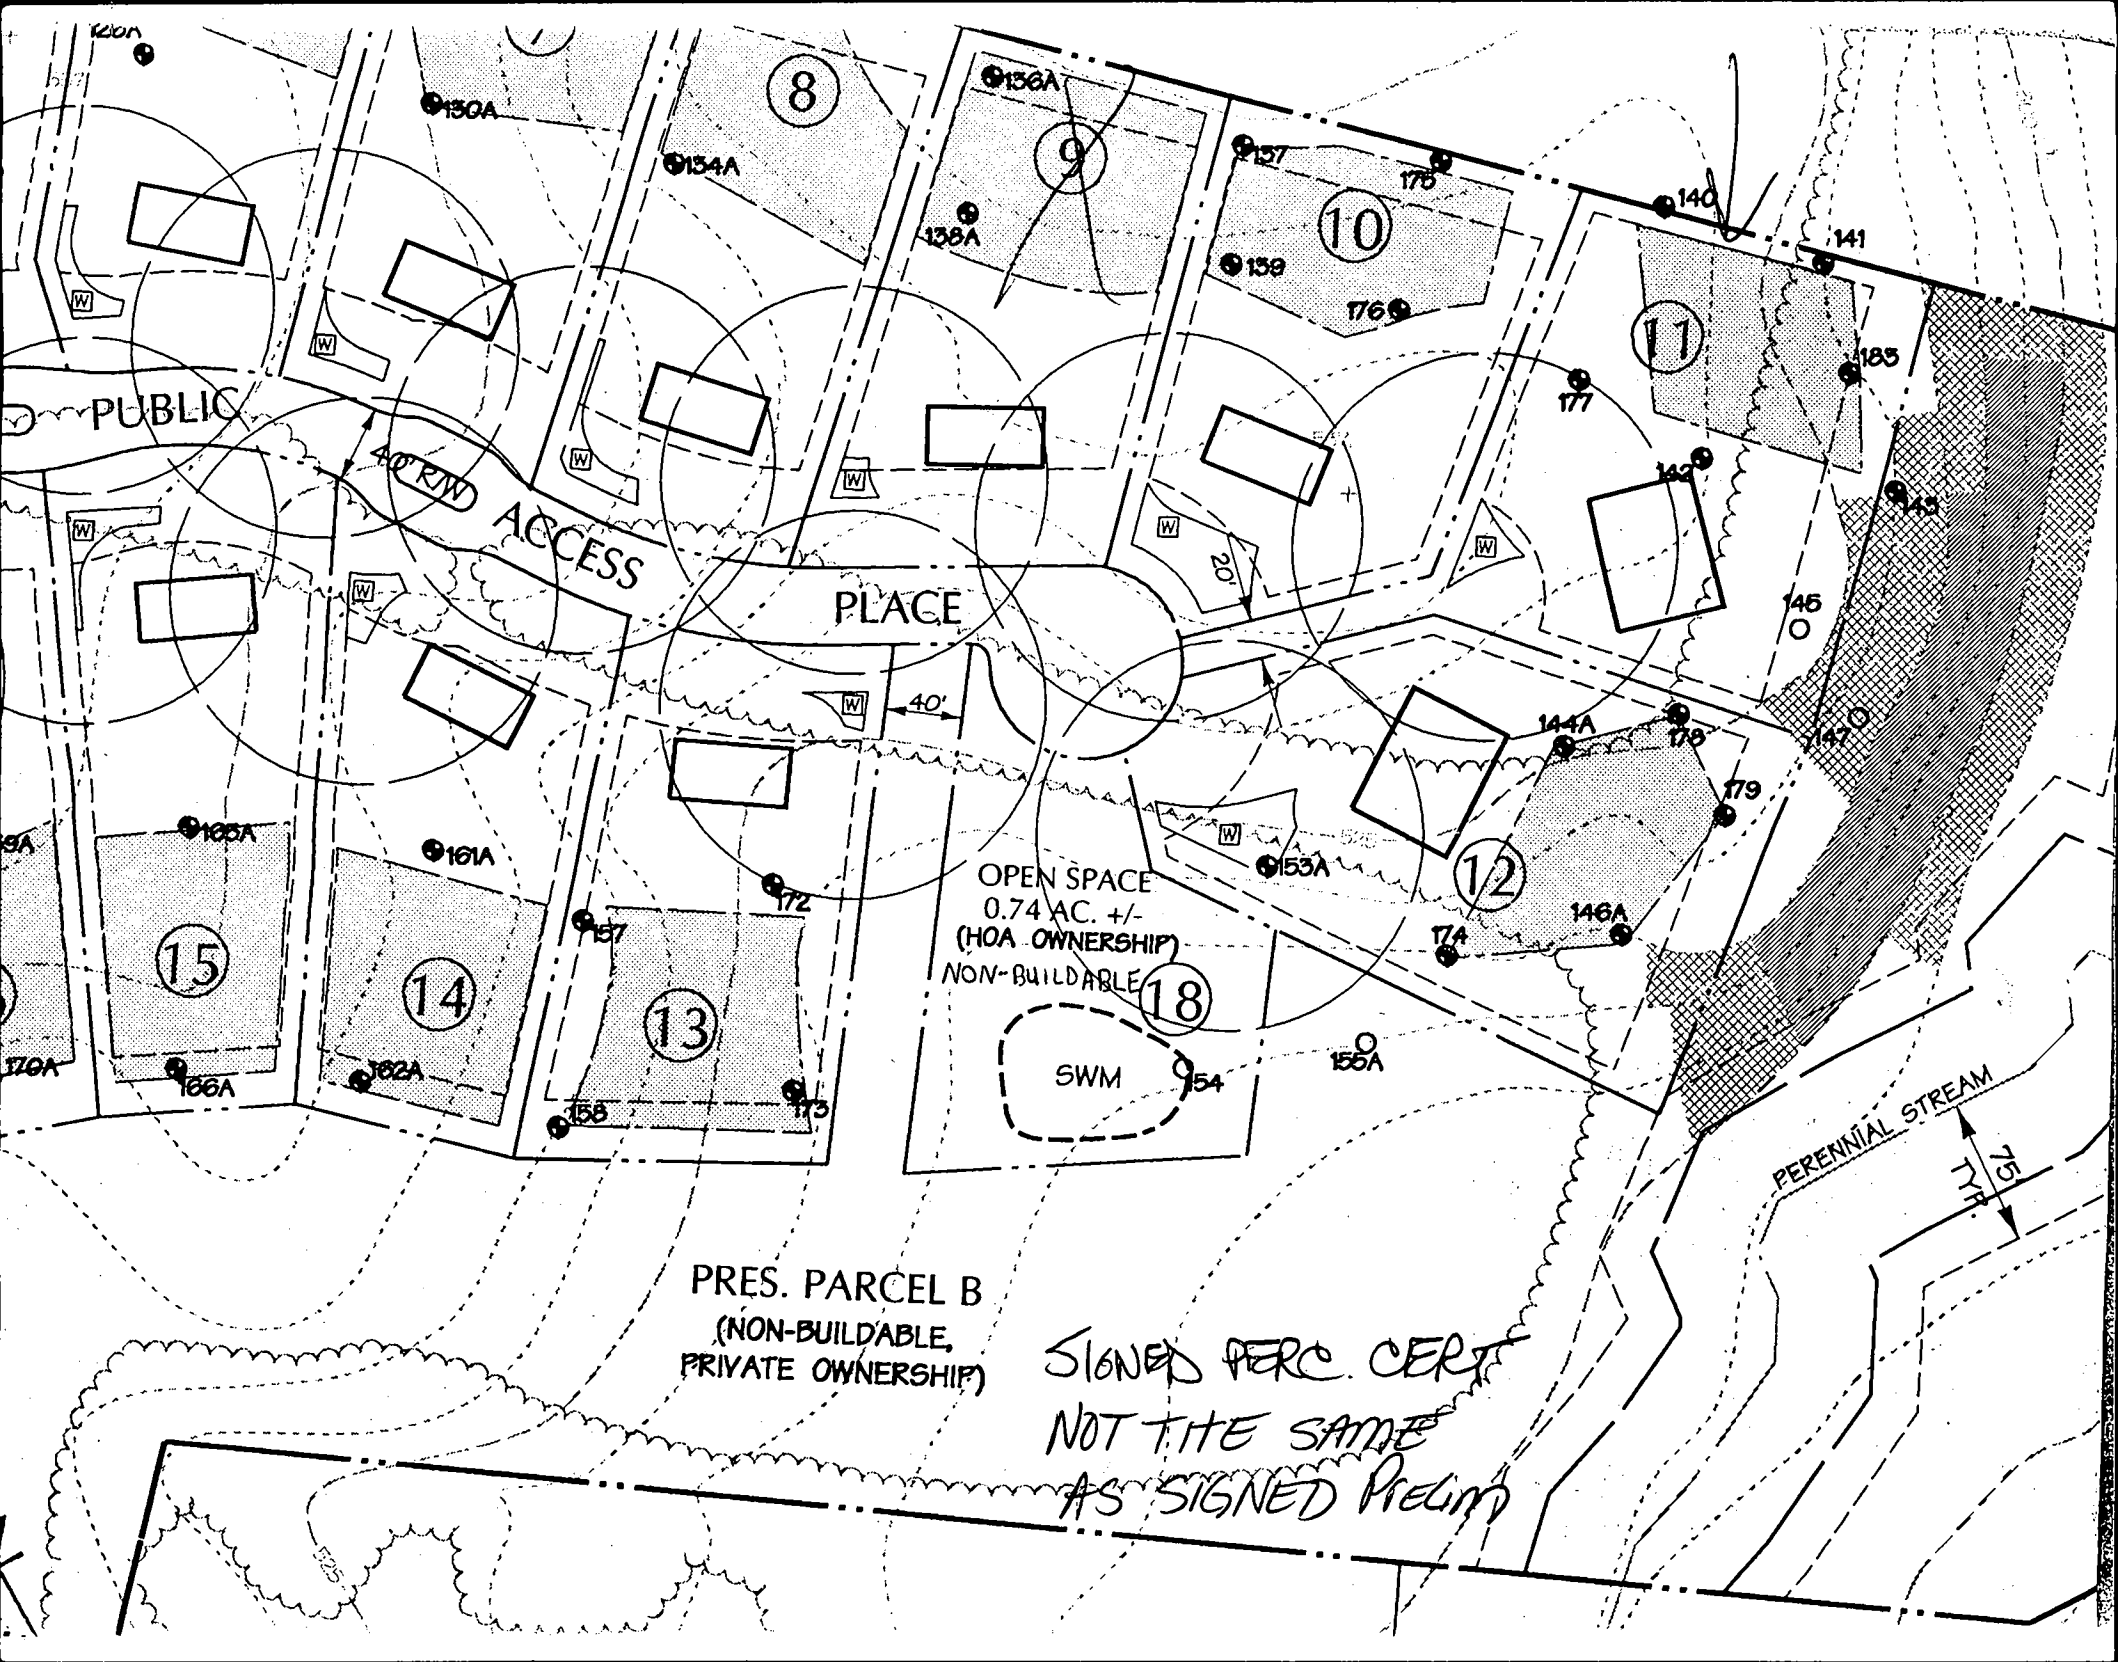 130A
134A
8
136A
9
138A
137
175
10
139
176
140
141
11
183
177
142
143
145
147
W
W
W
W
W
W
W
W
W
W
W
PUBLIC
40' R/W
ACCESS
PLACE
20'
40'
144A
178
179
12
153A
146A
174
165A
161A
172
157
15
14
13
170A
166A
162A
158
173
OPEN SPACE
0.74 AC. +/-
(HOA OWNERSHIP)
NON-BUILDABLE
18
SWM
154
155A
PERENNIAL STREAM
75'
TYP.
PRES. PARCEL B
(NON-BUILDABLE,
PRIVATE OWNERSHIP)
SIGNED PERC. CERT
NOT THE SAME
AS SIGNED Prelim